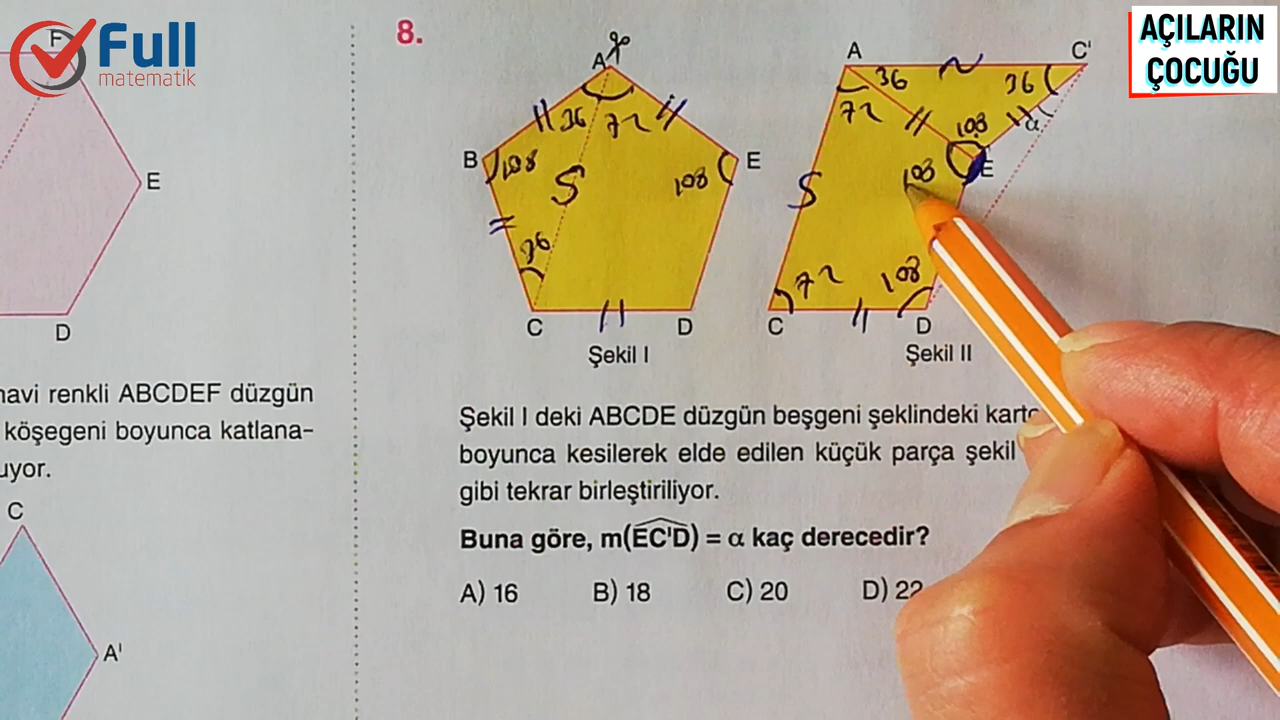 Full
matematik
AÇILARIN
ÇOCUĞU
F
E
D
8.
A
B
E
C
D
36
72
108
108
36
S
Şekil I
A
C'
36
36
72
108
α
E
108
S
72
108
C
D
Şekil II
navi renkli ABCDEF düzgün
köşegeni boyunca katlana-
uyor.
C
A'
Şekil I deki ABCDE düzgün beşgeni şeklindeki karto
boyunca kesilerek elde edilen küçük parça şekil
gibi tekrar birleştiriliyor.
Buna göre, m(EC'D) = α kaç derecedir?
A) 16 B) 18 C) 20 D) 22